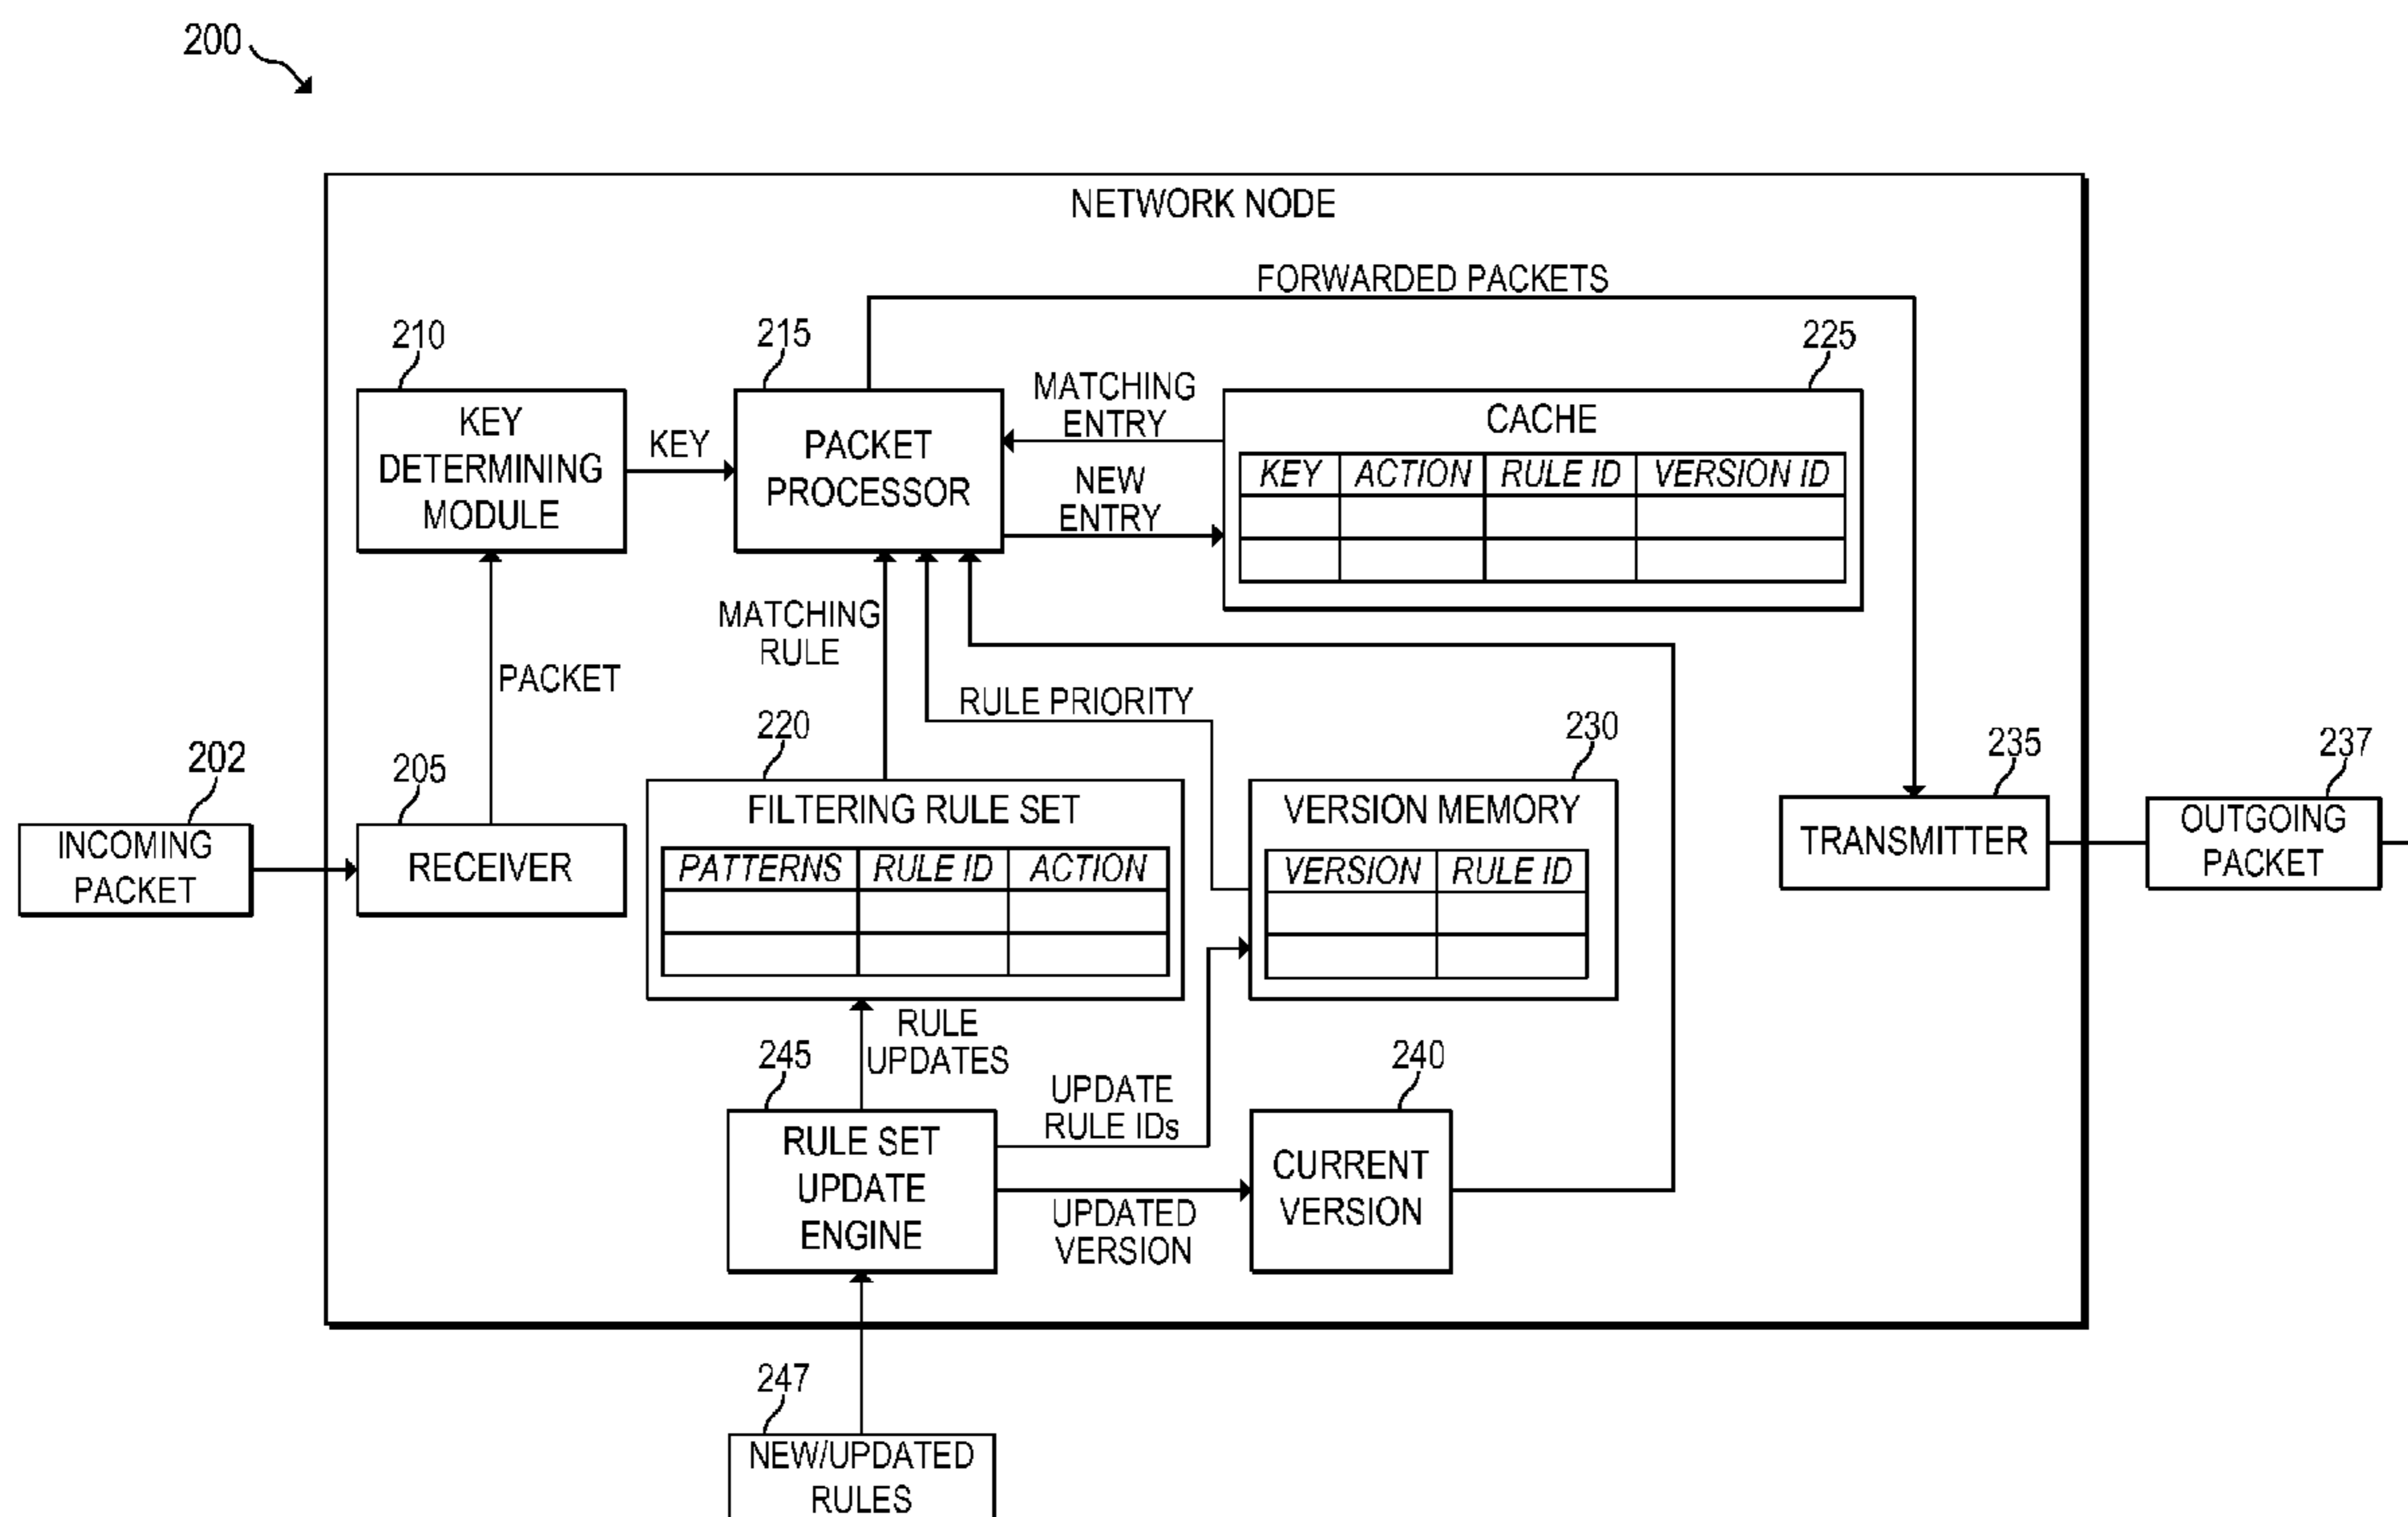 200
NETWORK NODE
FORWARDED PACKETS
210
215
225
KEY
DETERMINING
MODULE
KEY
PACKET
PROCESSOR
MATCHING
ENTRY
NEW
ENTRY
CACHE
KEY ACTION RULE ID VERSION ID
MATCHING
RULE
PACKET
RULE PRIORITY
202
205
220
230
235
237
INCOMING
PACKET
RECEIVER
FILTERING RULE SET
PATTERNS RULE ID ACTION
VERSION MEMORY
VERSION RULE ID
TRANSMITTER
OUTGOING
PACKET
RULE
UPDATES
245
UPDATE
RULE IDs
240
RULE SET
UPDATE
ENGINE
UPDATED
VERSION
CURRENT
VERSION
247
NEW/UPDATED
RULES